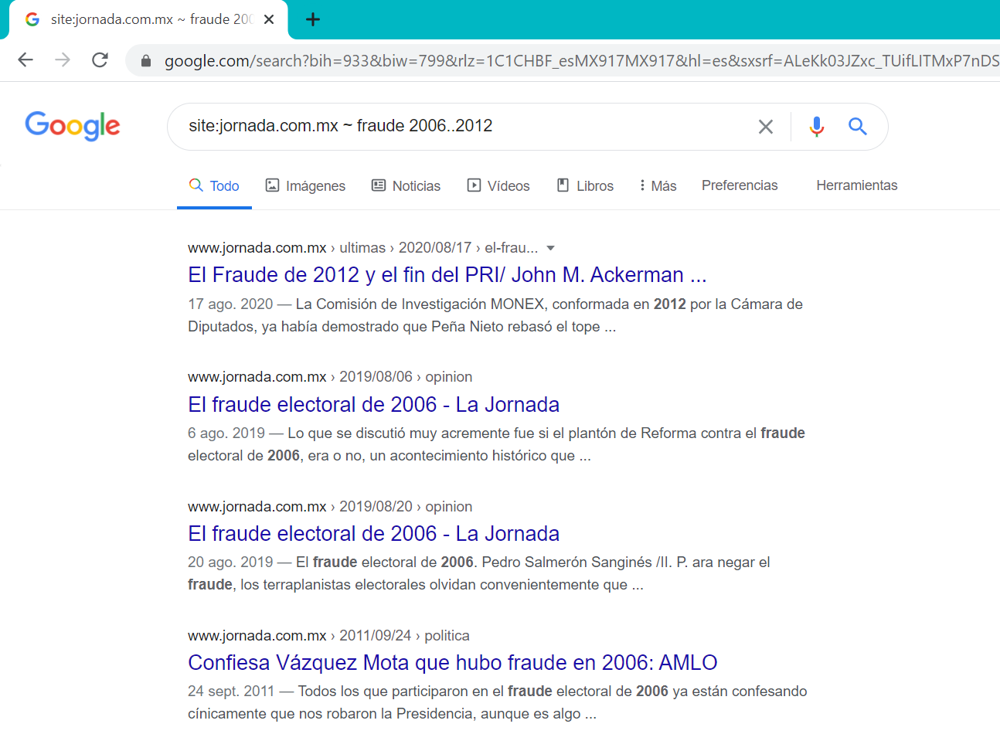 site:jornada.com.mx ~ fraude 200
google.com/search?bih=933&biw=799&rlz=1C1CHBF_esMX917MX917&hl=es&sxsrf=ALeKk03JZxc_TUifLITMxP7nDS
Google
site:jornada.com.mx ~ fraude 2006..2012
Todo Imágenes Noticias Vídeos Libros Más Preferencias Herramientas
www.jornada.com.mx › ultimas › 2020/08/17 › el-frau...
El Fraude de 2012 y el fin del PRI/ John M. Ackerman ...
17 ago. 2020 — La Comisión de Investigación MONEX, conformada en 2012 por la Cámara de
Diputados, ya había demostrado que Peña Nieto rebasó el tope ...
www.jornada.com.mx › 2019/08/06 › opinion
El fraude electoral de 2006 - La Jornada
6 ago. 2019 — Lo que se discutió muy acremente fue si el plantón de Reforma contra el fraude
electoral de 2006, era o no, un acontecimiento histórico que ...
www.jornada.com.mx › 2019/08/20 › opinion
El fraude electoral de 2006 - La Jornada
20 ago. 2019 — El fraude electoral de 2006. Pedro Salmerón Sanginés /II. P. ara negar el
fraude, los terraplanistas electorales olvidan convenientemente que ...
www.jornada.com.mx › 2011/09/24 › politica
Confiesa Vázquez Mota que hubo fraude en 2006: AMLO
24 sept. 2011 — Todos los que participaron en el fraude electoral de 2006 ya están confesando
cínicamente que nos robaron la Presidencia, aunque es algo ...